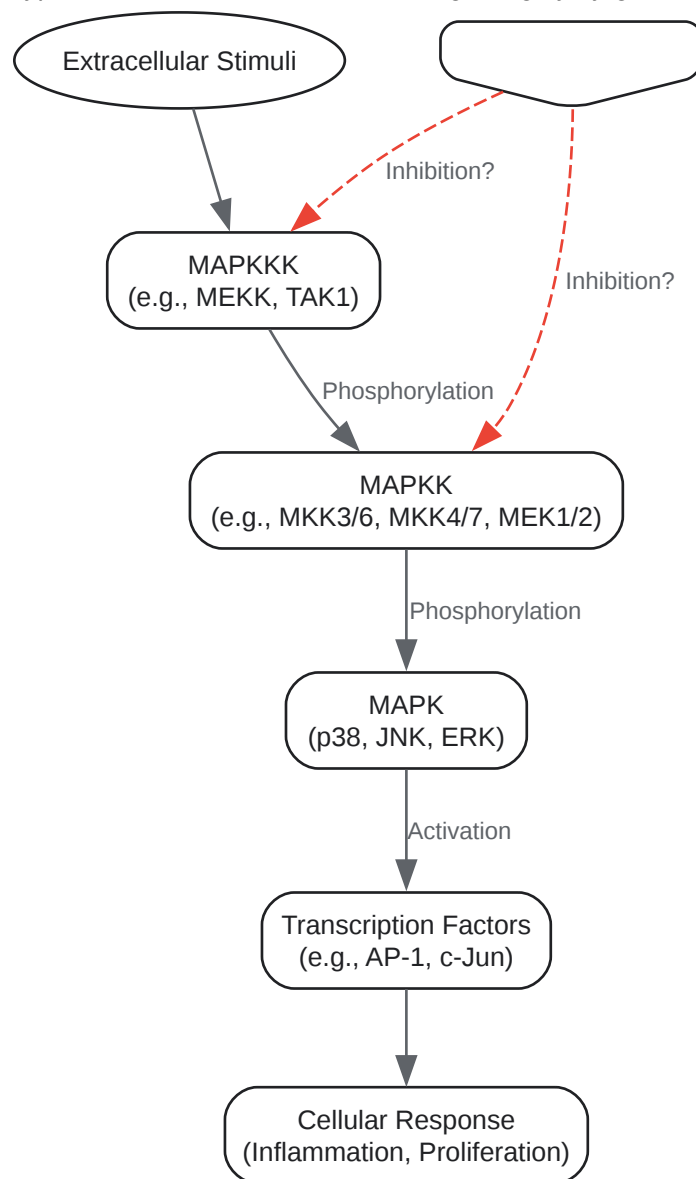 Extracellular Stimuli
Inhibition?
MAPKKK
(e.g., MEKK, TAK1)
Inhibition?
Phosphorylation
MAPKK
(e.g., MKK3/6, MKK4/7, MEK1/2)
Phosphorylation
MAPK
(p38, JNK, ERK)
Activation
Transcription Factors
(e.g., AP-1, c-Jun)
Cellular Response
(Inflammation, Proliferation)